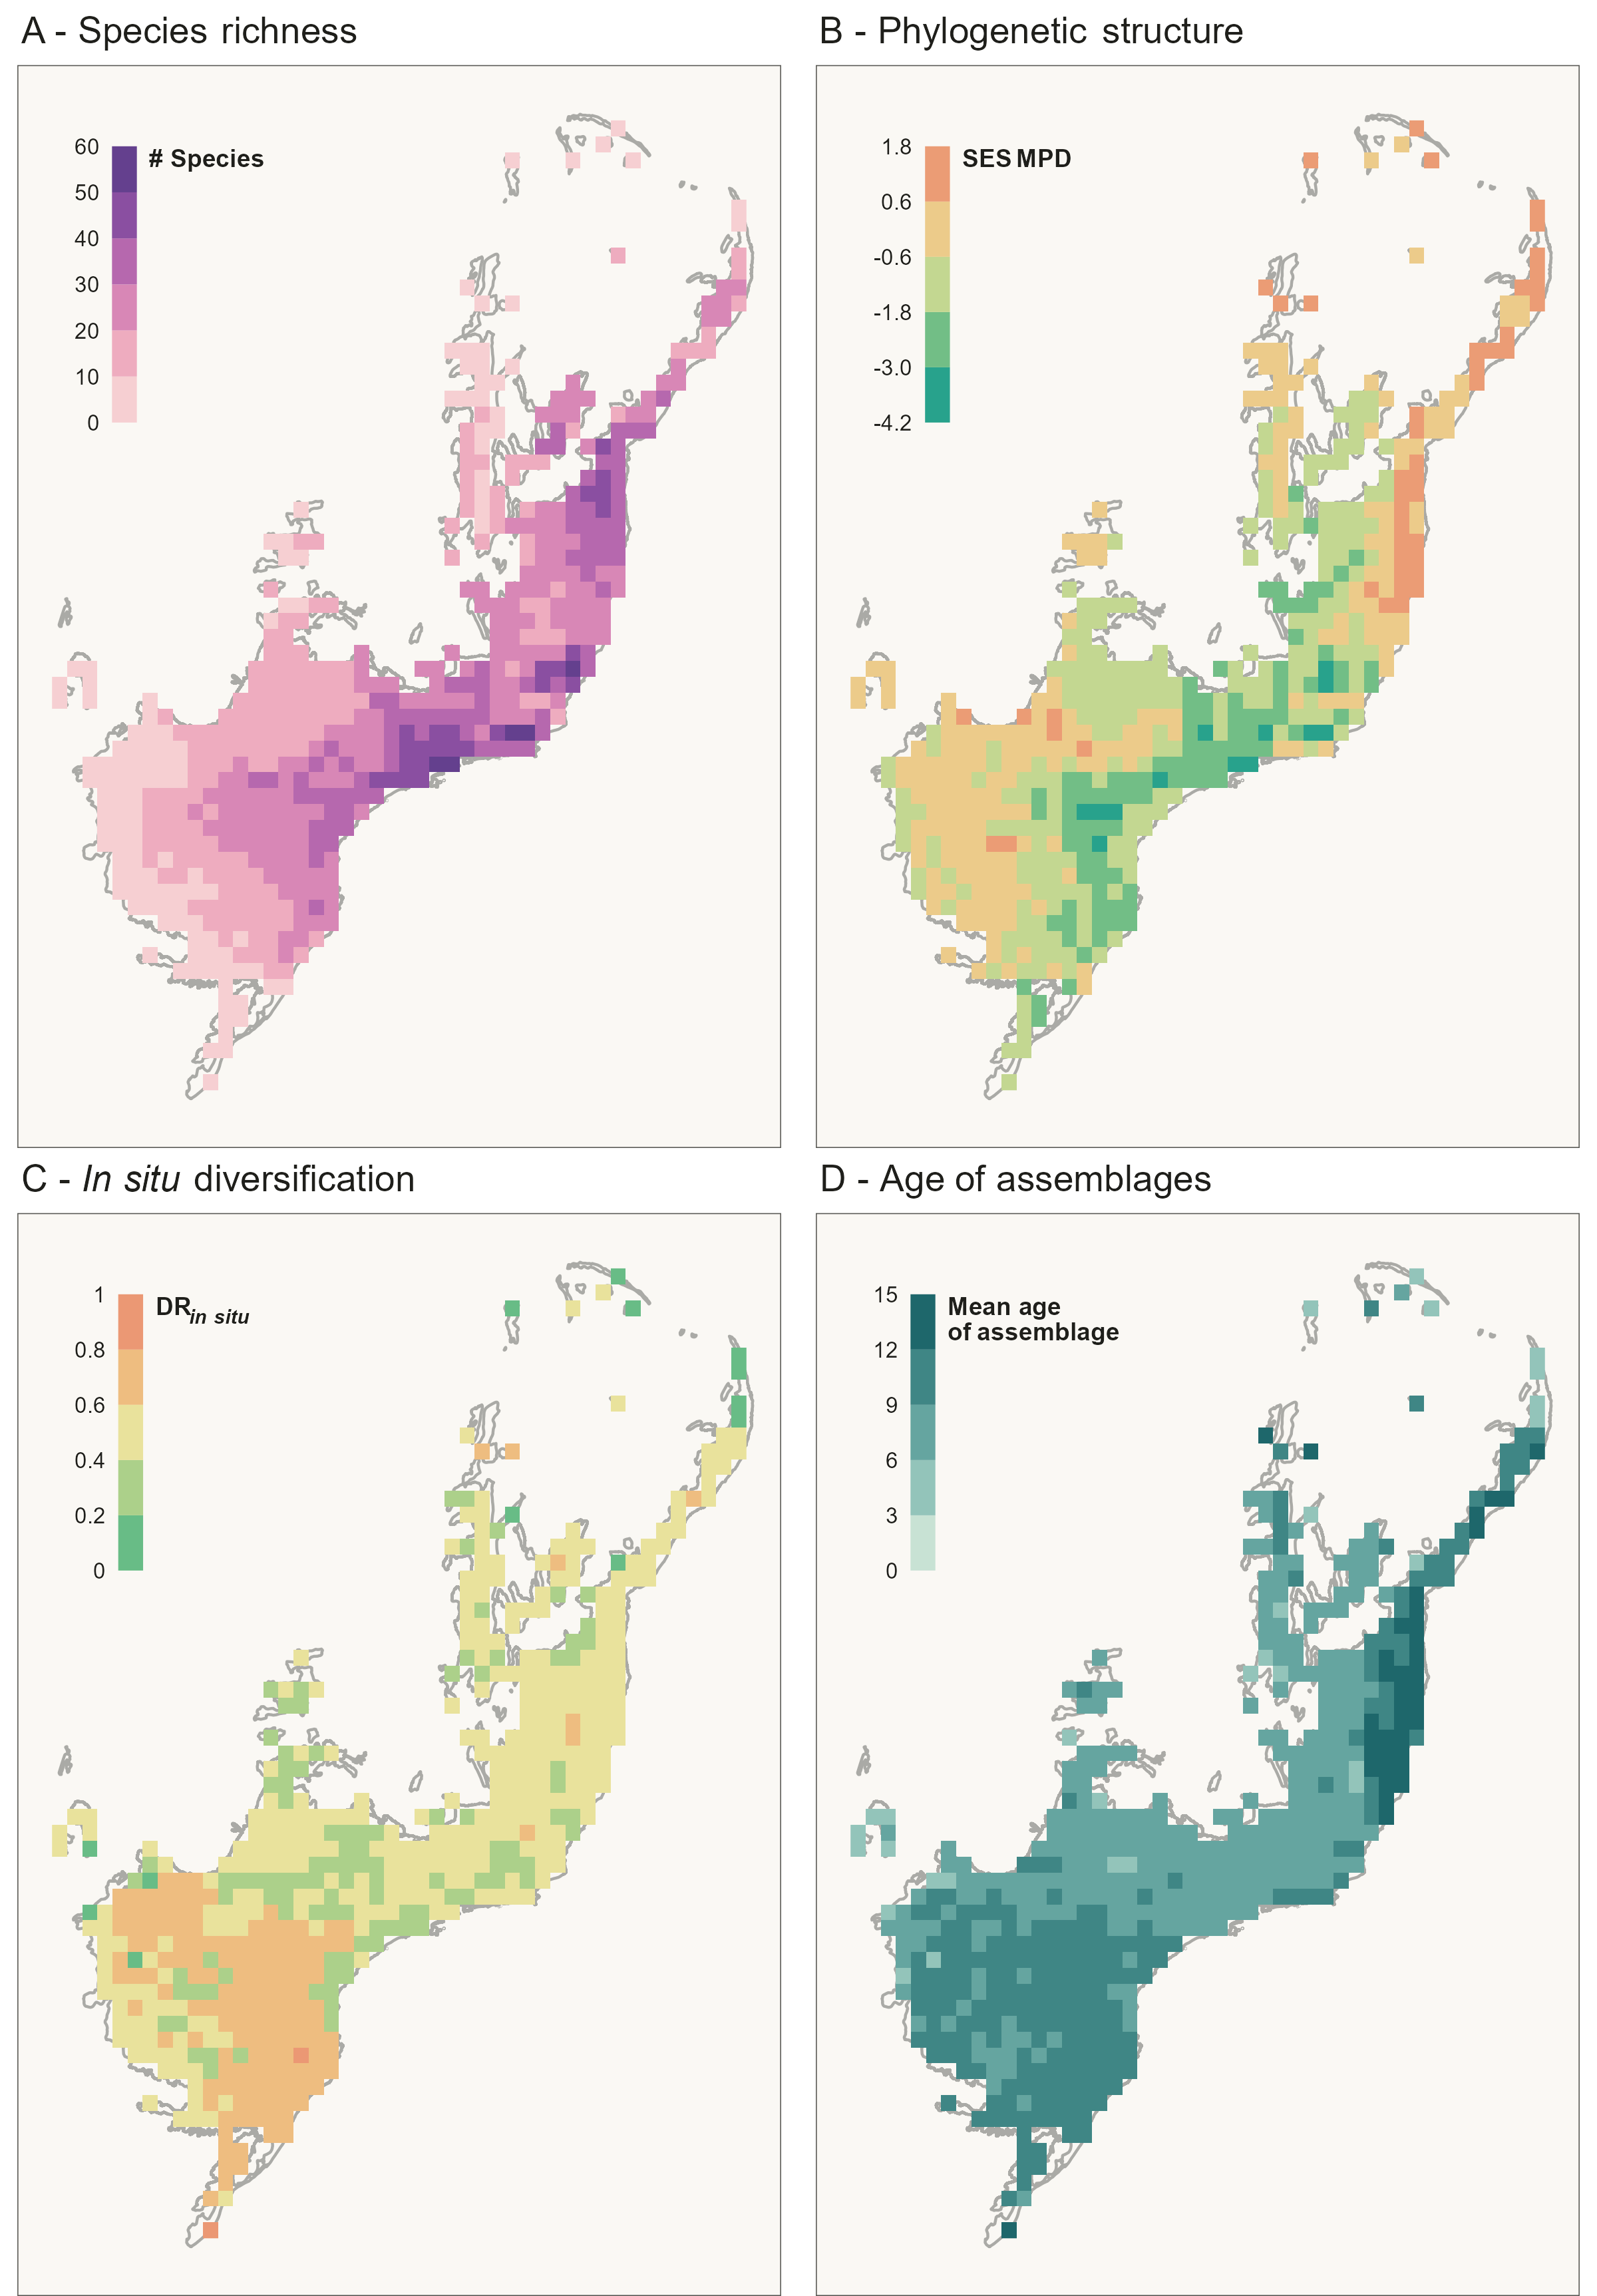 A - Species richness
60
# Species
50
40
30
20
10
0
B - Phylogenetic structure
1.8
SES MPD
0.6
-0.6
-1.8
-3.0
-4.2
C - In situ diversification
1
DR in situ
0.8
0.6
0.4
0.2
0
D - Age of assemblages
15
Mean age
of assemblage
12
9
6
3
0